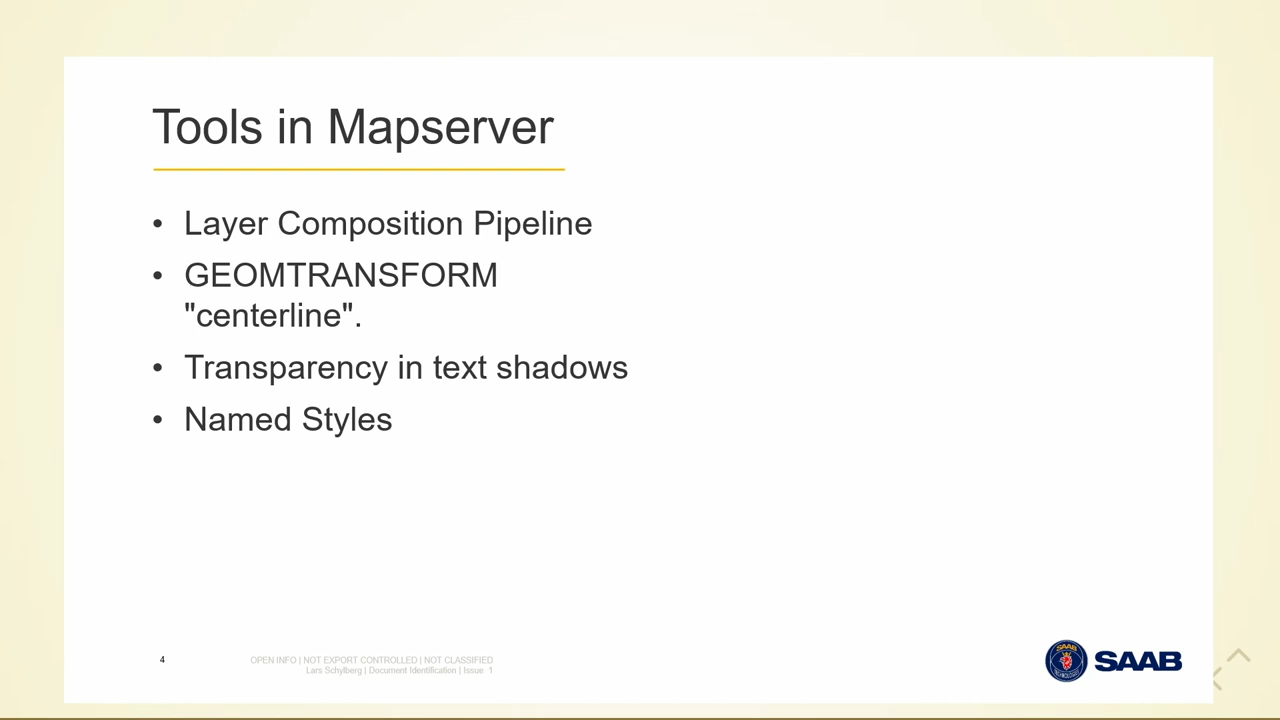 Tools in Mapserver
• Layer Composition Pipeline
• GEOMTRANSFORM
"centerline".
• Transparency in text shadows
• Named Styles
4
OPEN INFO | NOT EXPORT CONTROLLED | NOT CLASSIFIED
Lars Schylberg | Document Identification | Issue 1
SAAB
SAAB